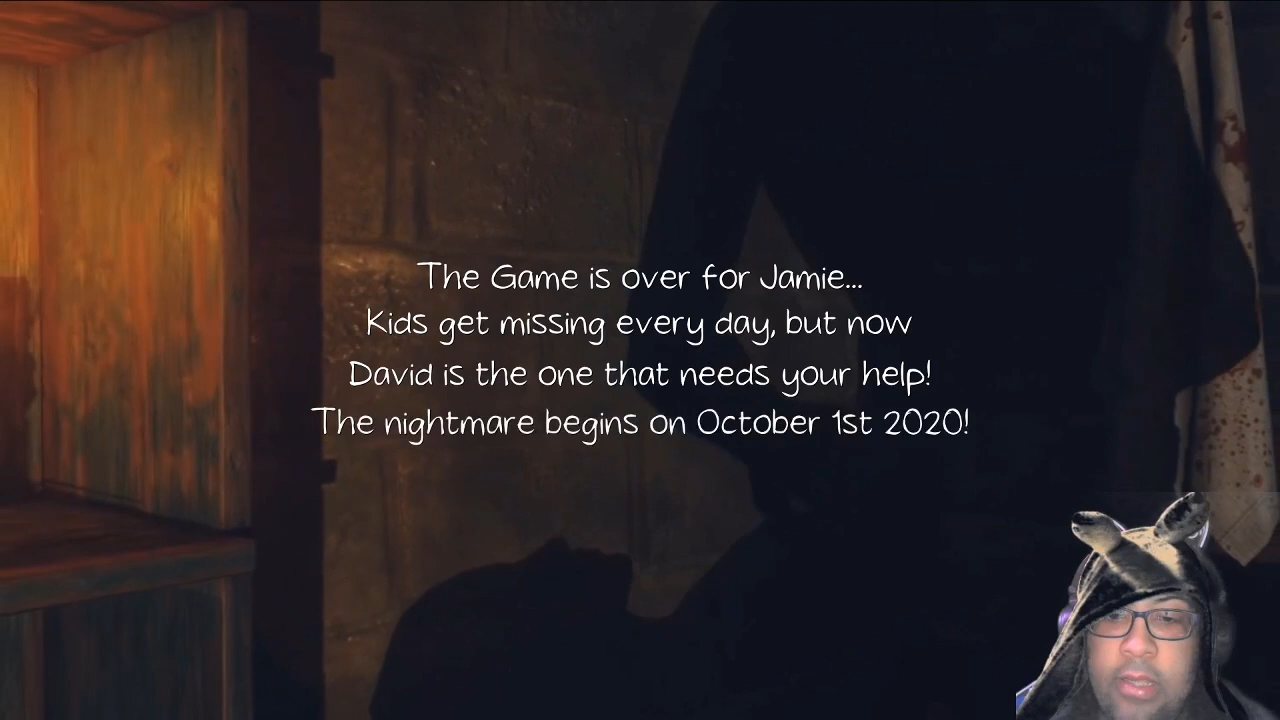 The Game is over for Jamie...
Kids get missing every day, but now
David is the one that needs your help!
The nightmare begins on October 1st 2020!